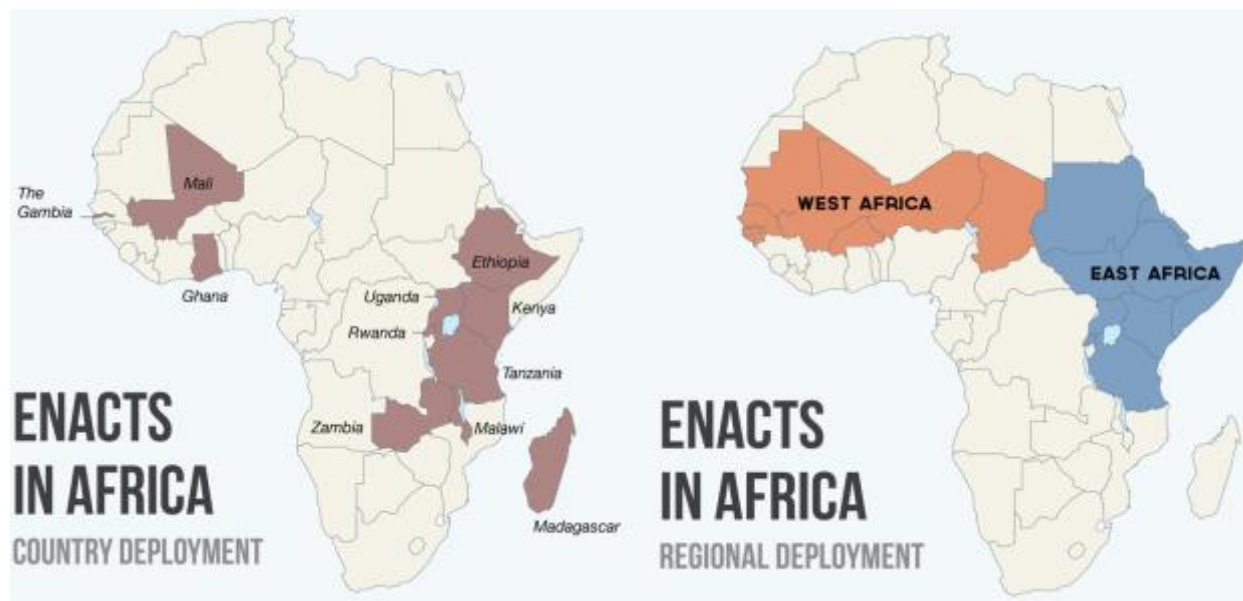 Mali
The
Gambia
Ghana
Ethiopia
Uganda
Kenya
Rwanda
Tanzania
Zambia
Malawi
Madagascar
ENACTS
IN AFRICA
COUNTRY DEPLOYMENT
WEST AFRICA
EAST AFRICA
ENACTS
IN AFRICA
REGIONAL DEPLOYMENT